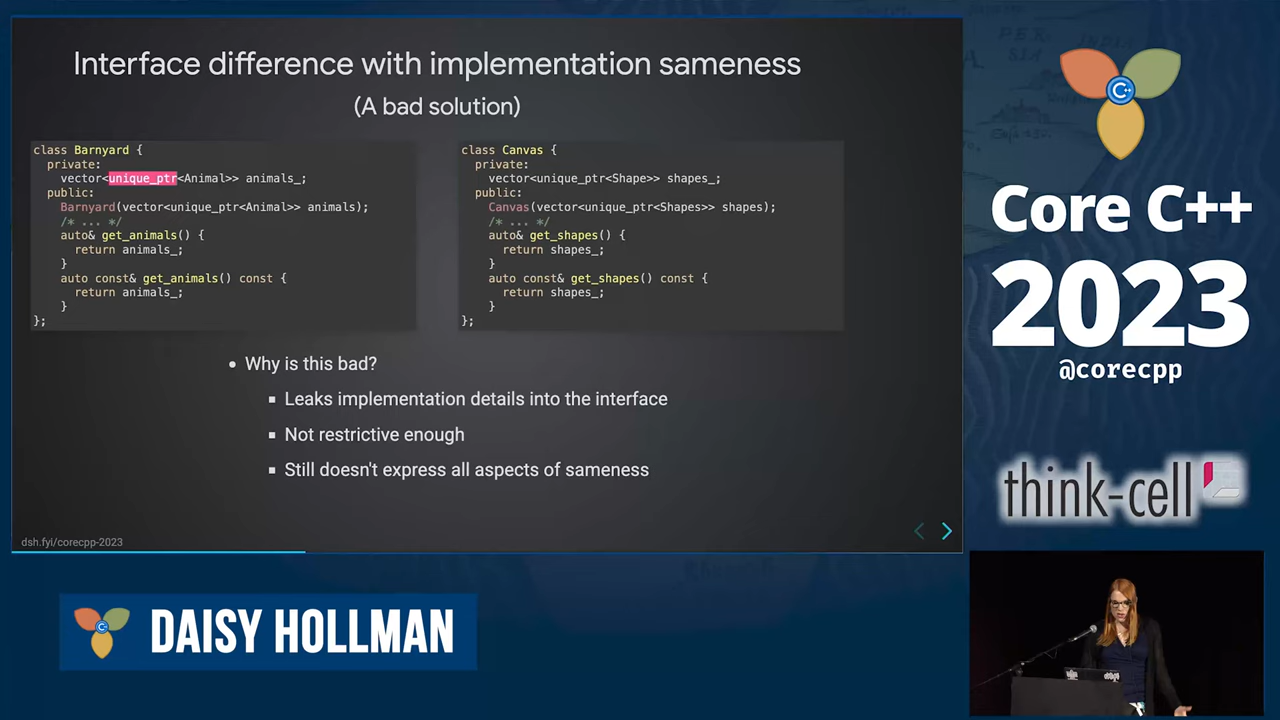 Interface difference with implementation sameness
(A bad solution)
class Barnyard {
  private:
    vector<unique_ptr<Animal>> animals_;
  public:
    Barnyard(vector<unique_ptr<Animal>> animals);
    /* ... */
    auto& get_animals() {
      return animals_;
    }
    auto const& get_animals() const {
      return animals_;
    }
};
class Canvas {
  private:
    vector<unique_ptr<Shape>> shapes_;
  public:
    Canvas(vector<unique_ptr<Shapes>> shapes);
    /* ... */
    auto& get_shapes() {
      return shapes_;
    }
    auto const& get_shapes() const {
      return shapes_;
    }
};
• Why is this bad?
▪ Leaks implementation details into the interface
▪ Not restrictive enough
▪ Still doesn't express all aspects of sameness
dsh.fyi/corecpp-2023
C++
Core C++
2023
@corecpp
think-cell
C++
DAISY HOLLMAN